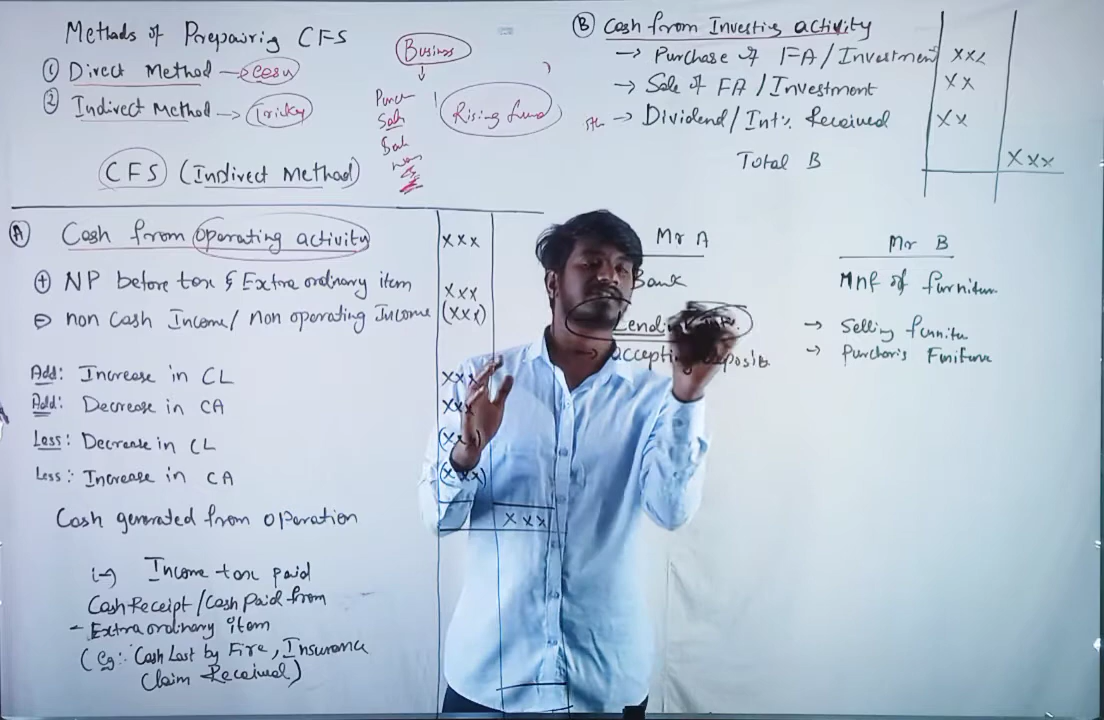 Methods of Prepairig CFS
① Direct Method → easy
② Indirect Method → Tricky
CFS (Indirect Method)
Business
↓
Sale
Rising fund
Ⓑ Cash from Investing activity
→ Purchase of FA/Investment xxx
→ Sale of FA/Investment xx
→ Dividend/Int. Received xx
Total B xxx
Ⓐ Cash from Operating activity xxx
⊕ NP before tax & Extra ordinary item xxx
⊖ non Cash Income/Non operating Income (xxx)
Add: Increase in CL xxx
Add: Decrease in CA xxx
Less: Decrease in CL (xxx)
Less: Increase in CA (xxx)
Cash generated from operation xxx
(-) Income tax paid
Cash Receipt/Cash Paid from
- Extra ordinary item
(Eg: Cash Lost by Fire, Insurance
Claim Received)
Mr A
Bank
Lending
→ accepting deposits
Mr B
Mnf of furniture
→ Selling furnitu
→ Purcharis Funiture